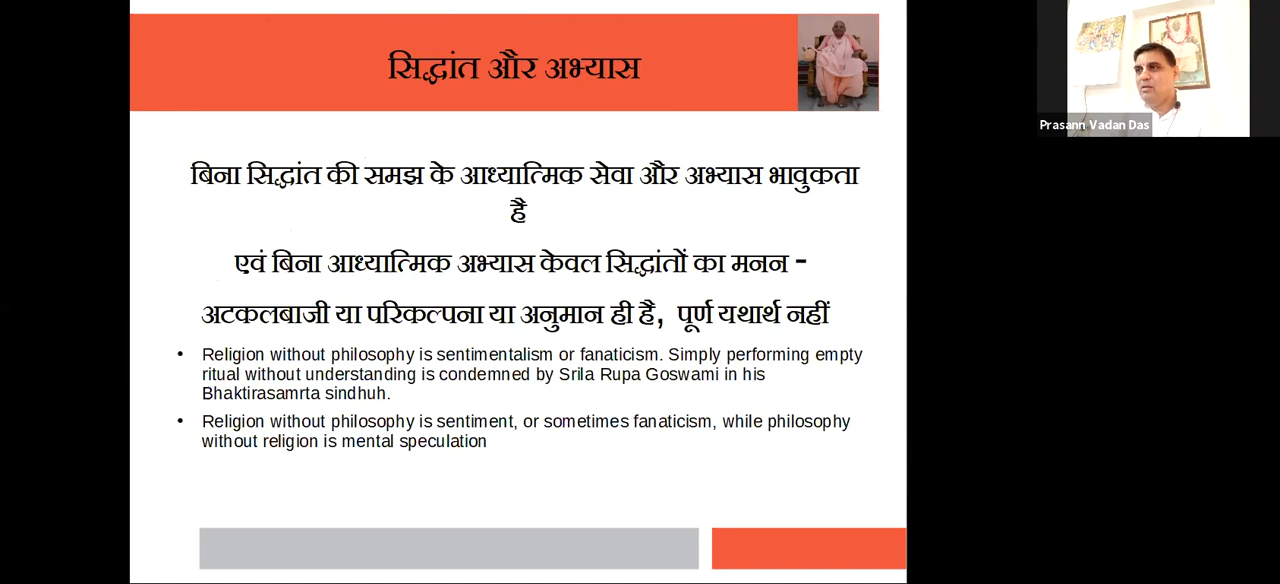 सिद्धांत और अभ्यास
बिना सिद्धांत की समझ के आध्यात्मिक सेवा और अभ्यास भावुकता
है
एवं बिना आध्यात्मिक अभ्यास केवल सिद्धांतों का मनन -
अटकलबाजी या परिकल्पना या अनुमान ही है, पूर्ण यथार्थ नहीं
• Religion without philosophy is sentimentalism or fanaticism. Simply performing empty
ritual without understanding is condemned by Srila Rupa Goswami in his
Bhaktirasamrta sindhuh.
• Religion without philosophy is sentiment, or sometimes fanaticism, while philosophy
without religion is mental speculation
Prasann Vadan Das